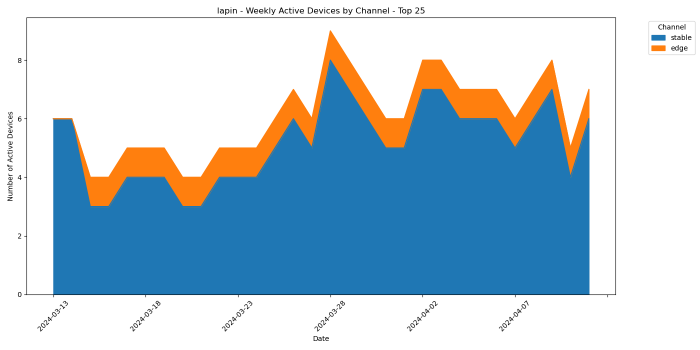 lapin - Weekly Active Devices by Channel - Top 25
Channel
stable
edge
Number of Active Devices
8
6
4
2
0
2024-03-13
2024-03-18
2024-03-23
2024-03-28
2024-04-02
2024-04-07
Date